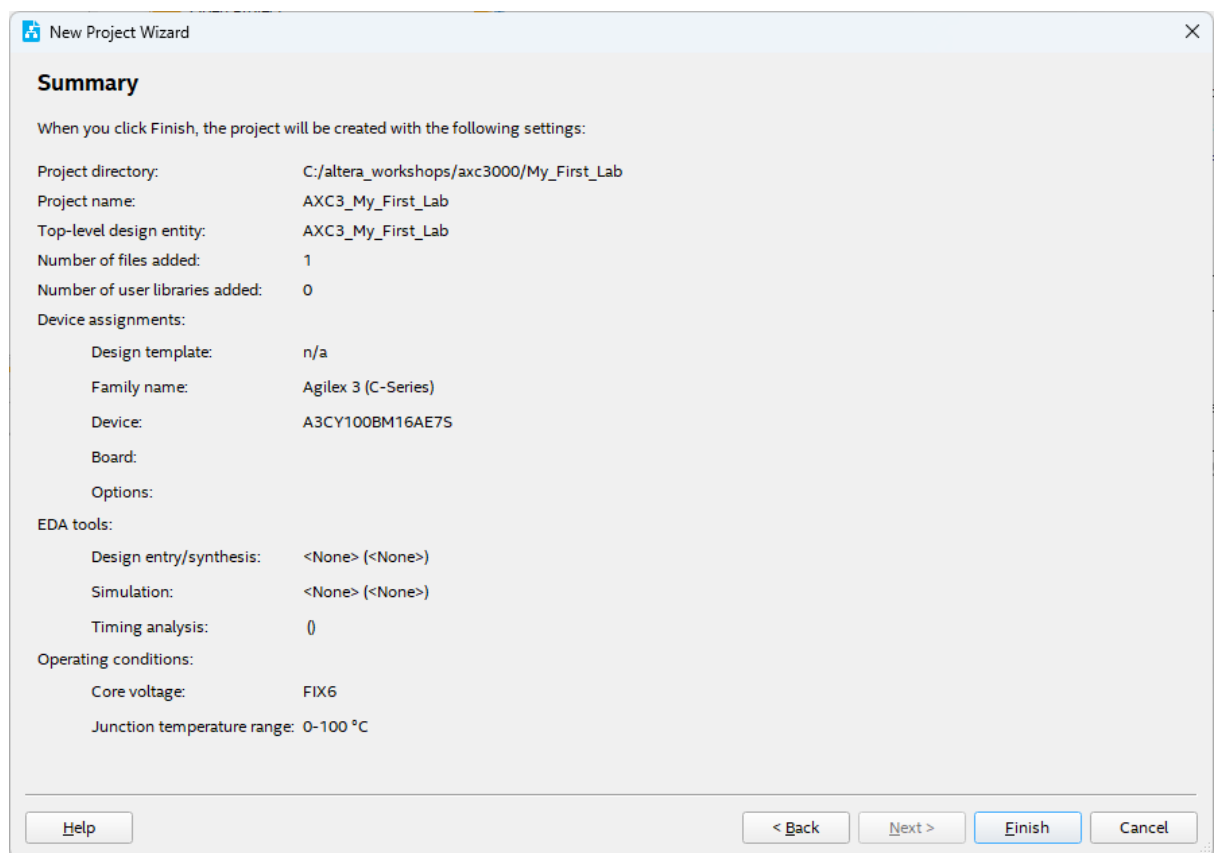 New Project Wizard
Summary
When you click Finish, the project will be created with the following settings:
Project directory: C:/altera_workshops/axc3000/My_First_Lab
Project name: AXC3_My_First_Lab
Top-level design entity: AXC3_My_First_Lab
Number of files added: 1
Number of user libraries added: 0
Device assignments:
Design template: n/a
Family name: Agilex 3 (C-Series)
Device: A3CY100BM16AE7S
Board:
Options:
EDA tools:
Design entry/synthesis: <None> (<None>)
Simulation: <None> (<None>)
Timing analysis: ()
Operating conditions:
Core voltage: FIX6
Junction temperature range: 0-100 °C
Help < Back Next > Finish Cancel